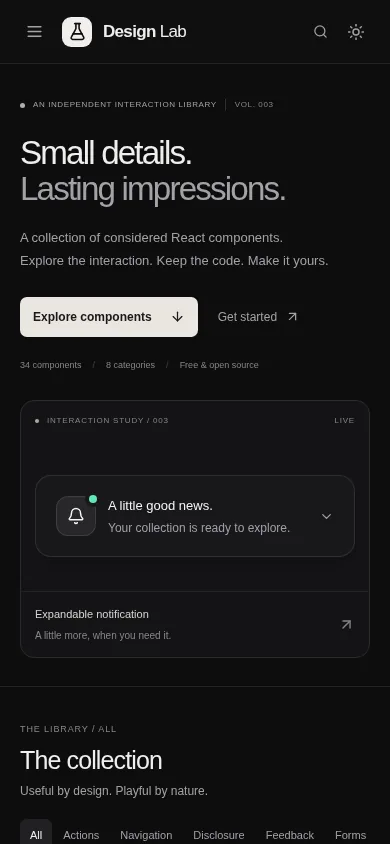 Design Lab
AN INDEPENDENT INTERACTION LIBRARY | VOL. 003
Small details.
Lasting impressions.
A collection of considered React components.
Explore the interaction. Keep the code. Make it yours.
Explore components
Get started
34 components / 8 categories / Free & open source
INTERACTION STUDY / 003
LIVE
A little good news.
Your collection is ready to explore.
Expandable notification
A little more, when you need it.
THE LIBRARY / ALL
The collection
Useful by design. Playful by nature.
All Actions Navigation Disclosure Feedback Forms